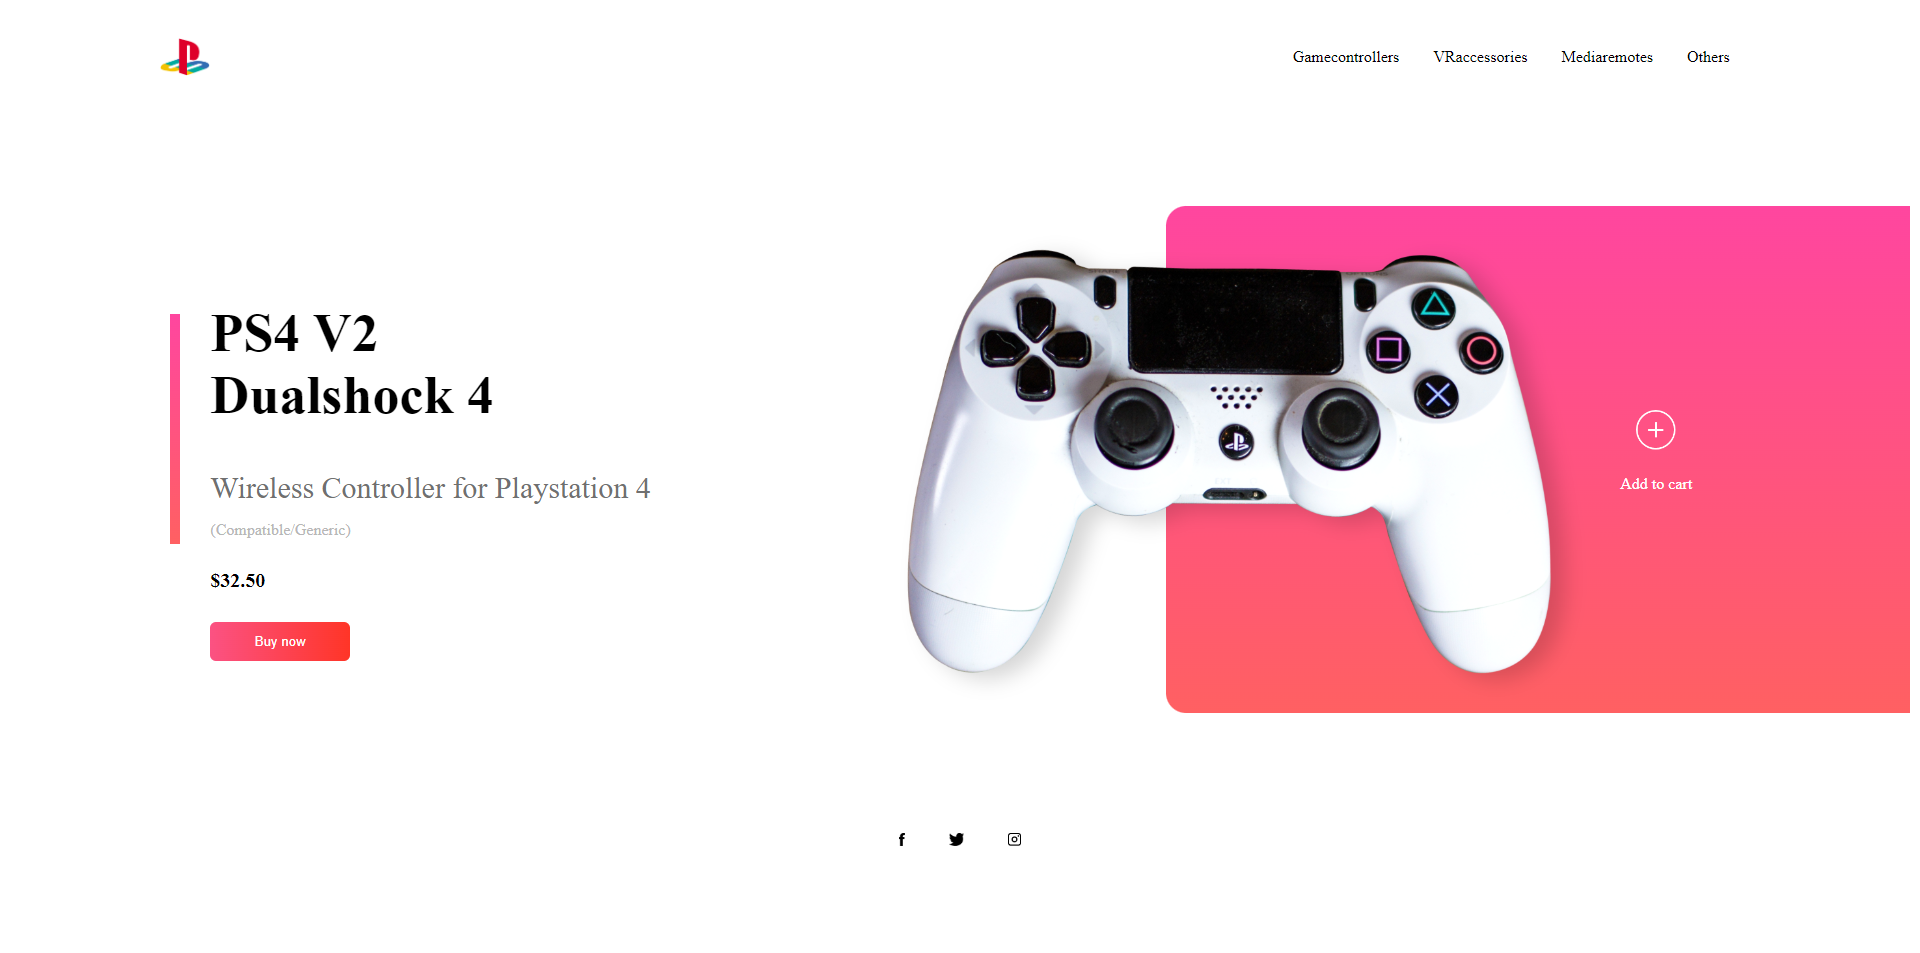 Gamecontrollers VRaccessories Mediaremotes Others
PS4 V2
Dualshock 4
Wireless Controller for Playstation 4
(Compatible/Generic)
$32.50
Buy now
Add to cart